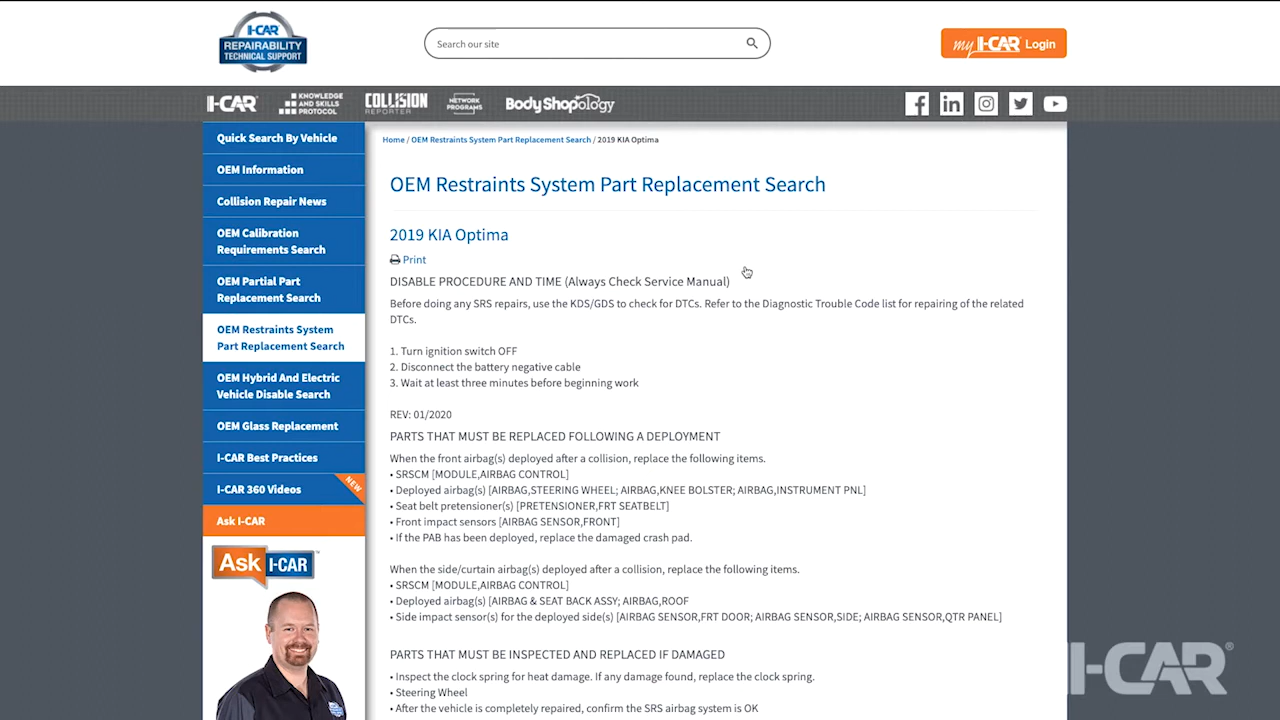 I-CAR
REPAIRABILITY
TECHNICAL SUPPORT
Search our site
my I-CAR Login
I-CAR
KNOWLEDGE
AND SKILLS
PROTOCOL
COLLISION
REPORTER
NETWORK
PROGRAMS
BodyShopology
Quick Search By Vehicle
OEM Information
Collision Repair News
OEM Calibration
Requirements Search
OEM Partial Part
Replacement Search
OEM Restraints System
Part Replacement Search
OEM Hybrid And Electric
Vehicle Disable Search
OEM Glass Replacement
I-CAR Best Practices
I-CAR 360 Videos
NEW
Ask I-CAR
Ask I-CAR™
Home / OEM Restraints System Part Replacement Search / 2019 KIA Optima
OEM Restraints System Part Replacement Search
2019 KIA Optima
Print
DISABLE PROCEDURE AND TIME (Always Check Service Manual)
Before doing any SRS repairs, use the KDS/GDS to check for DTCs. Refer to the Diagnostic Trouble Code list for repairing of the related
DTCs.
1. Turn ignition switch OFF
2. Disconnect the battery negative cable
3. Wait at least three minutes before beginning work
REV: 01/2020
PARTS THAT MUST BE REPLACED FOLLOWING A DEPLOYMENT
When the front airbag(s) deployed after a collision, replace the following items.
• SRSCM [MODULE,AIRBAG CONTROL]
• Deployed airbag(s) [AIRBAG,STEERING WHEEL; AIRBAG,KNEE BOLSTER; AIRBAG,INSTRUMENT PNL]
• Seat belt pretensioner(s) [PRETENSIONER,FRT SEATBELT]
• Front impact sensors [AIRBAG SENSOR,FRONT]
• If the PAB has been deployed, replace the damaged crash pad.
When the side/curtain airbag(s) deployed after a collision, replace the following items.
• SRSCM [MODULE,AIRBAG CONTROL]
• Deployed airbag(s) [AIRBAG & SEAT BACK ASSY; AIRBAG,ROOF
• Side impact sensor(s) for the deployed side(s) [AIRBAG SENSOR,FRT DOOR; AIRBAG SENSOR,SIDE; AIRBAG SENSOR,QTR PANEL]
PARTS THAT MUST BE INSPECTED AND REPLACED IF DAMAGED
• Inspect the clock spring for heat damage. If any damage found, replace the clock spring.
• Steering Wheel
• After the vehicle is completely repaired, confirm the SRS airbag system is OK
I-CAR®